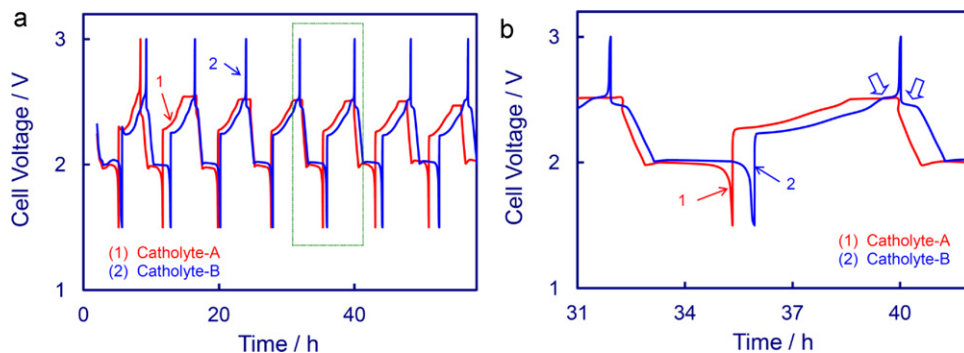 a
3
2
1
Cell Voltage / V
2
1
(1) Catholyte-A
(2) Catholyte-B
0 20 40
Time / h
b
3
2
1
Cell Voltage / V
1
2
(1) Catholyte-A
(2) Catholyte-B
31 34 37 40
Time / h